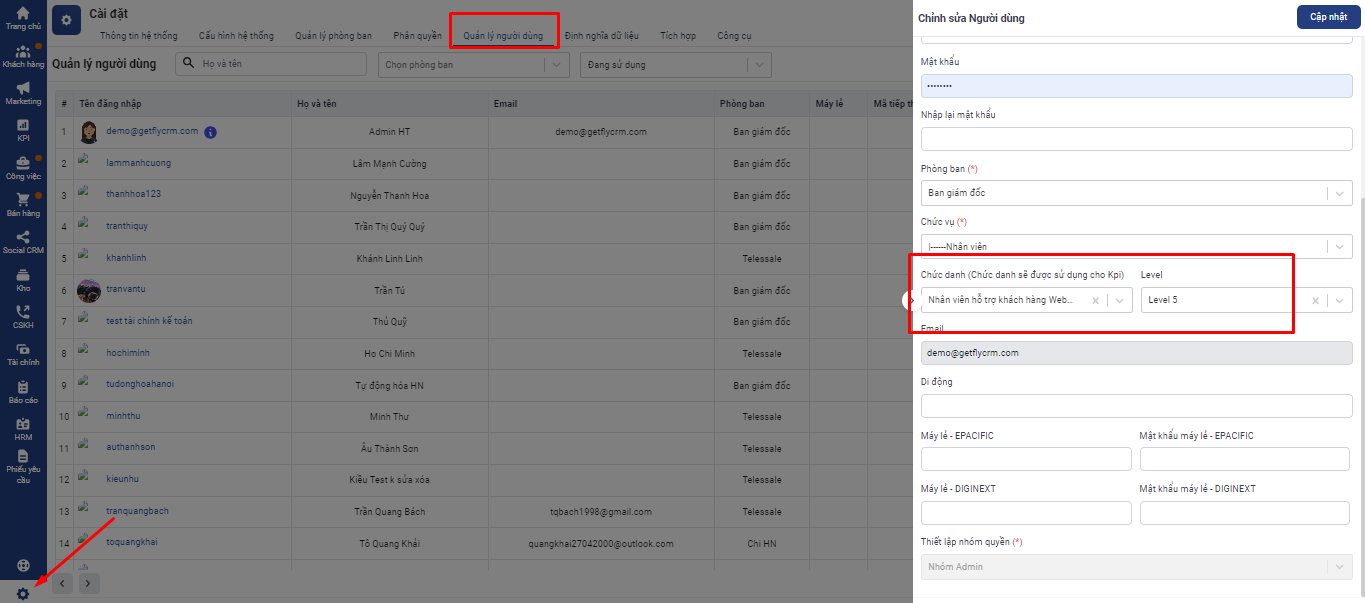 Trang chủ
Khách hàng
Marketing
KPI
Công việc
Bán hàng
Social CRM
Kho
CSKH
Tài chính
Báo cáo
HRM
Phiếu yêu
cầu
Cài đặt
Thông tin hệ thống Cấu hình hệ thống Quản lý phòng ban Phân quyền Quản lý người dùng Định nghĩa dữ liệu Tích hợp Công cụ
Quản lý người dùng Họ và tên Chọn phòng ban Đang sử dụng
# Tên đăng nhập Họ và tên Email Phòng ban Máy lẻ Mã tiếp th
1 demo@getflycrm.com Admin HT demo@getflycrm.com Ban giám đốc
2 lammanhcuong Lâm Mạnh Cường Ban giám đốc
3 thanhhoa123 Nguyễn Thanh Hoa Ban giám đốc
4 tranthiquy Trần Thị Quý Quý Ban giám đốc
5 khanhlinh Khánh Linh Linh Ban giám đốc
6 tranvantu Trần Tú Ban giám đốc
7 test tài chính kế toán Thủ Quỹ Ban giám đốc
8 hochiminh Ho Chi Minh Telessale
9 tudonghoahanoi Tự động hóa HN Ban giám đốc
10 minhthu Minh Thư Telessale
11 authanhson Âu Thành Sơn Telessale
12 kieunhu Kiều Test k sửa xóa Telessale
13 tranquangbach Trần Quang Bách tqbach1998@gmail.com Telessale
14 toquangkhai Tô Quang Khải quangkhai27042000@outlook.com Chi HN
Chỉnh sửa Người dùng Cập nhật
Mật khẩu
••••••••
Nhập lại mật khẩu
Phòng ban (*)
Ban giám đốc
Chức vụ (*)
|------Nhân viên
Chức danh (Chức danh sẽ được sử dụng cho Kpi) Level
Nhân viên hỗ trợ khách hàng Web... Level 5
Email
demo@getflycrm.com
Di động
Máy lẻ - EPACIFIC Mật khẩu máy lẻ - EPACIFIC
Máy lẻ - DIGINEXT Mật khẩu máy lẻ - DIGINEXT
Thiết lập nhóm quyền (*)
Nhóm Admin